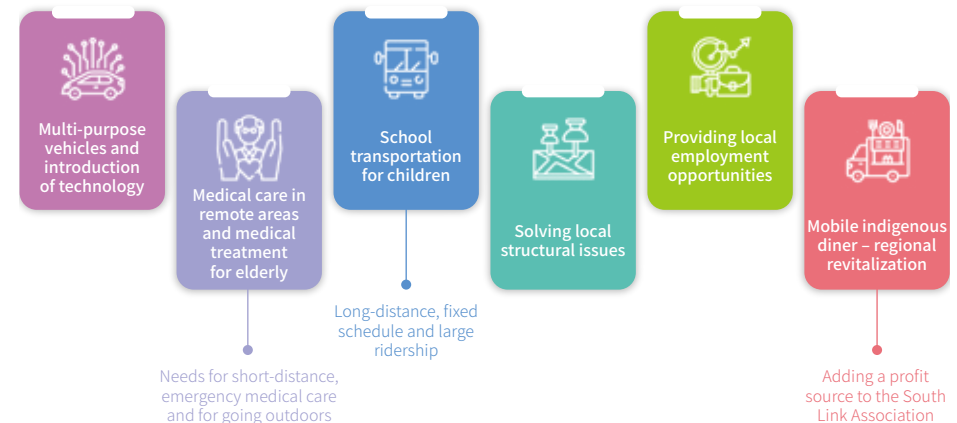 Multi-purpose
vehicles and
introduction
of technology
Medical care in
remote areas
and medical
treatment
for elderly
Needs for short-distance,
emergency medical care
and for going outdoors
School
transportation
for children
Long-distance, fixed
schedule and large
ridership
Solving local
structural issues
Providing local
employment
opportunities
Mobile indigenous
diner – regional
revitalization
Adding a profit
source to the South
Link Association